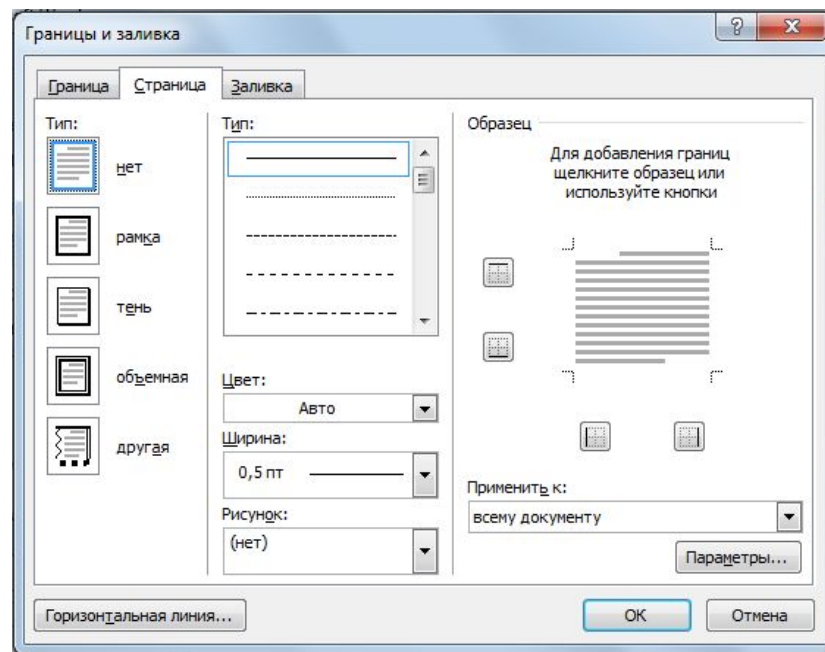 Границы и заливка
Граница
Страница
Заливка
Тип:
нет
рамка
тень
объемная
другая
Тип:
Цвет:
Авто
Ширина:
0,5 пт
Рисунок:
(нет)
Образец
Для добавления границ
щелкните образец или
используйте кнопки
Применить к:
всему документу
Параметры...
Горизонтальная линия...
ОК
Отмена